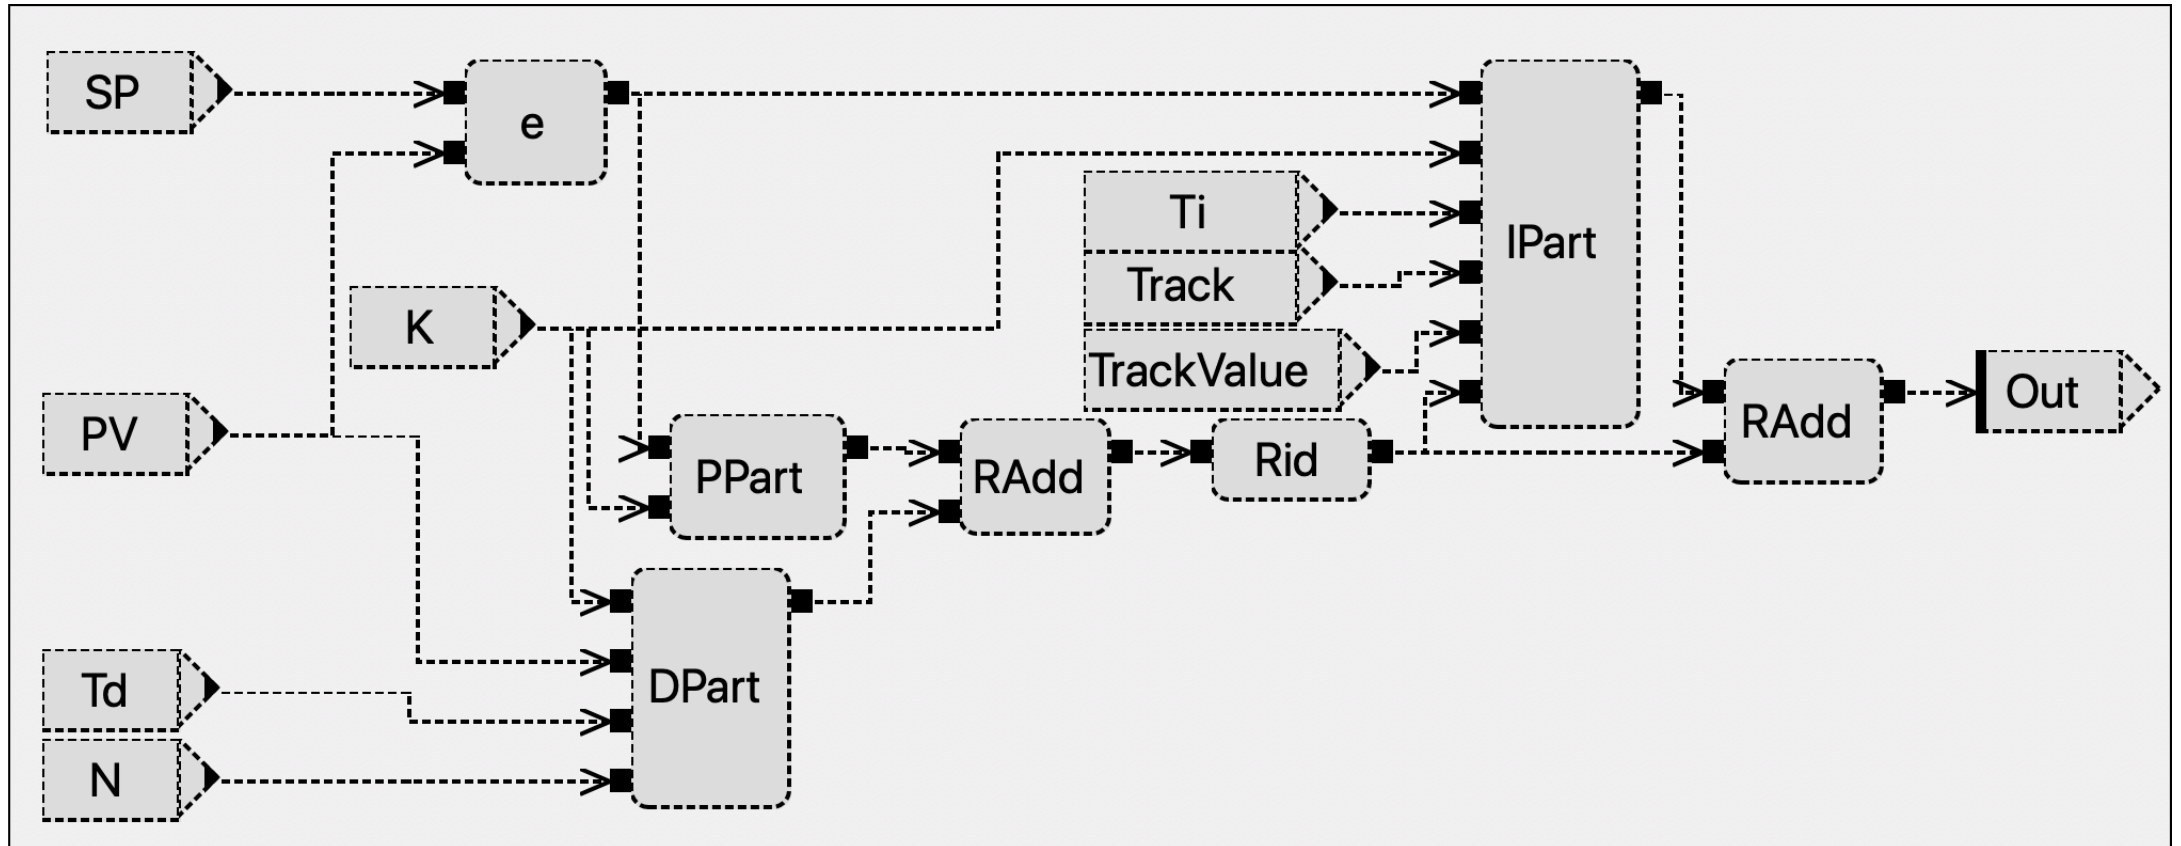 SP
e
Ti
Track
TrackValue
IPart
K
PV
PPart
RAdd
Rid
RAdd
Out
Td
N
DPart